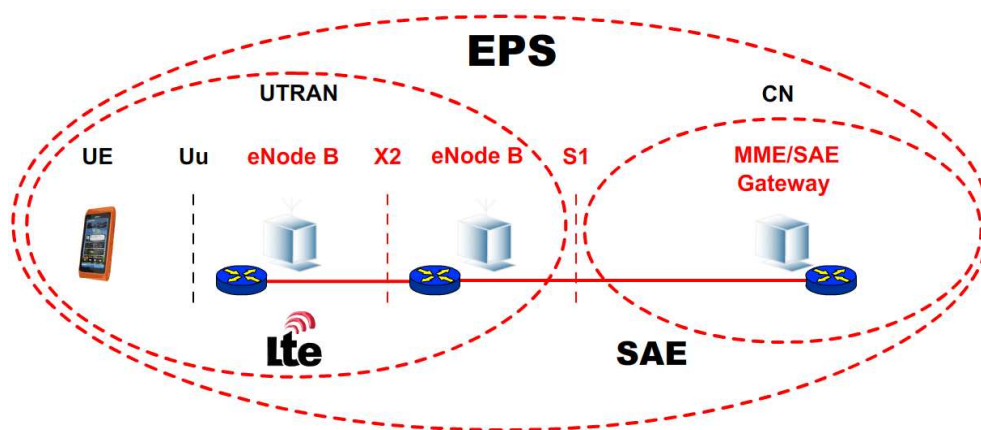 EPS
UTRAN
CN
UE
Uu
eNode B
X2
eNode B
S1
MME/SAE
Gateway
Lte
SAE